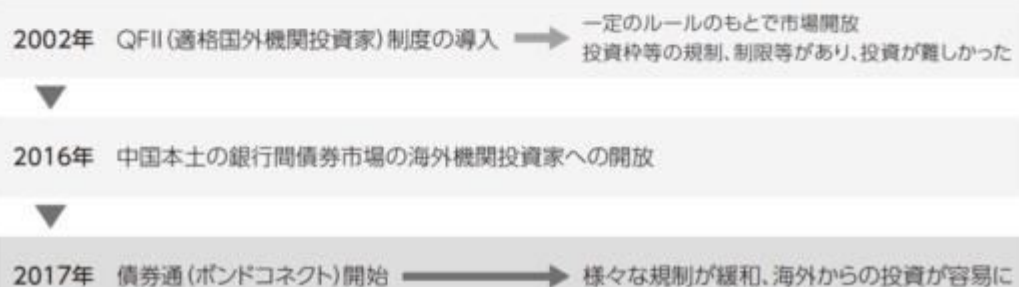 2002年 QFII(適格国外機関投資家)制度の導入
一定のルールのもとで市場開放
投資枠等の規制、制限等があり、投資が難しかった
2016年 中国本土の銀行間債券市場の海外機関投資家への開放
2017年 債券通(ボンドコネクト)開始
様々な規制が緩和、海外からの投資が容易に